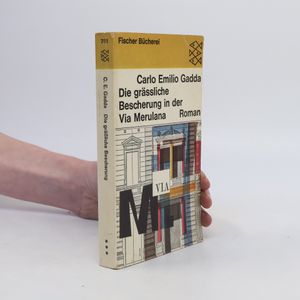 Fischer Bücherei
Carlo Emilio Gadda
Die grässliche
Bescherung in der
Via Merulana Roman
VIA
M
C. E. Gadda Die grässliche Bescherung